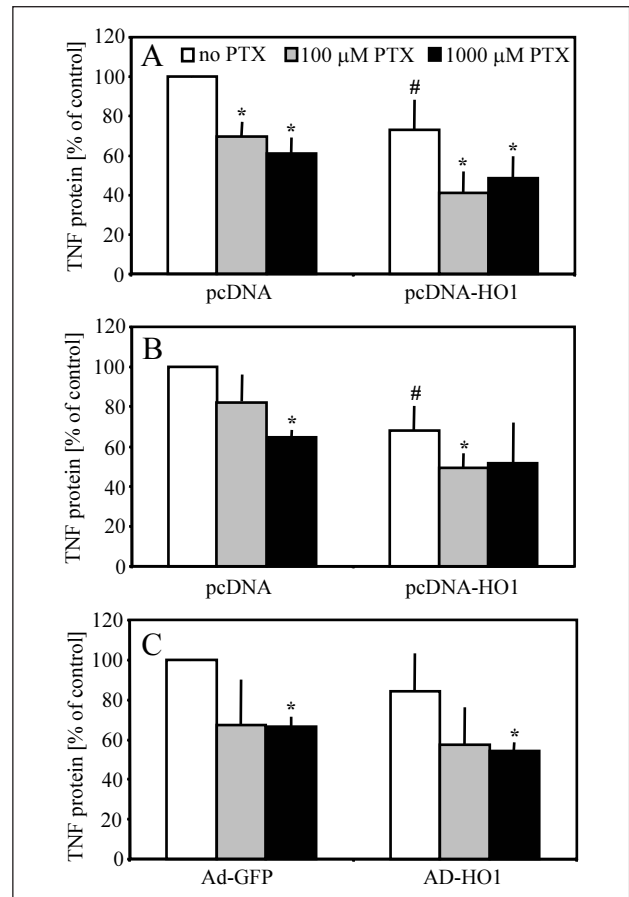 A
no PTX 100 μM PTX 1000 μM PTX
TNF protein [% of control]
120
100
80
60
40
20
0
* * # * *
pcDNA pcDNA-HO1
B
TNF protein [% of control]
120
100
80
60
40
20
0
* # *
pcDNA pcDNA-HO1
C
TNF protein [% of control]
120
100
80
60
40
20
0
* *
Ad-GFP AD-HO1